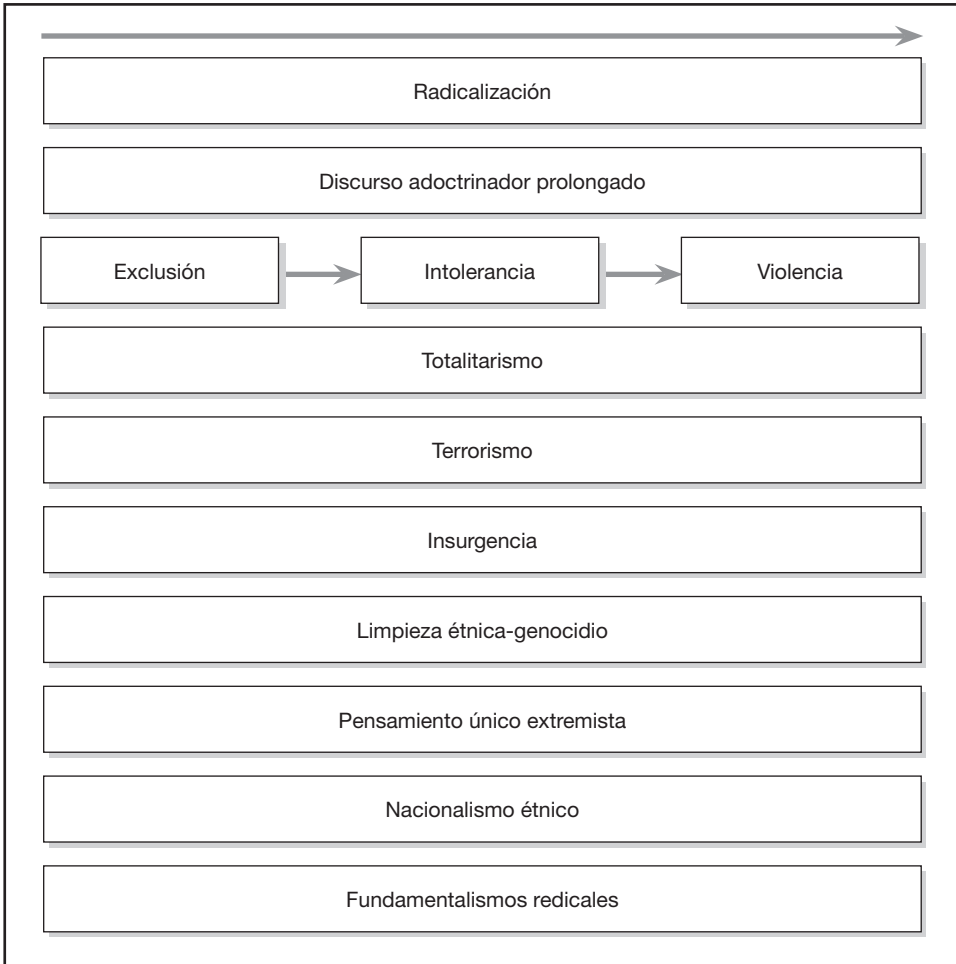 Radicalización
Discurso adoctrinador prolongado
Exclusión Intolerancia Violencia
Totalitarismo
Terrorismo
Insurgencia
Limpieza étnica-genocidio
Pensamiento único extremista
Nacionalismo étnico
Fundamentalismos redicales